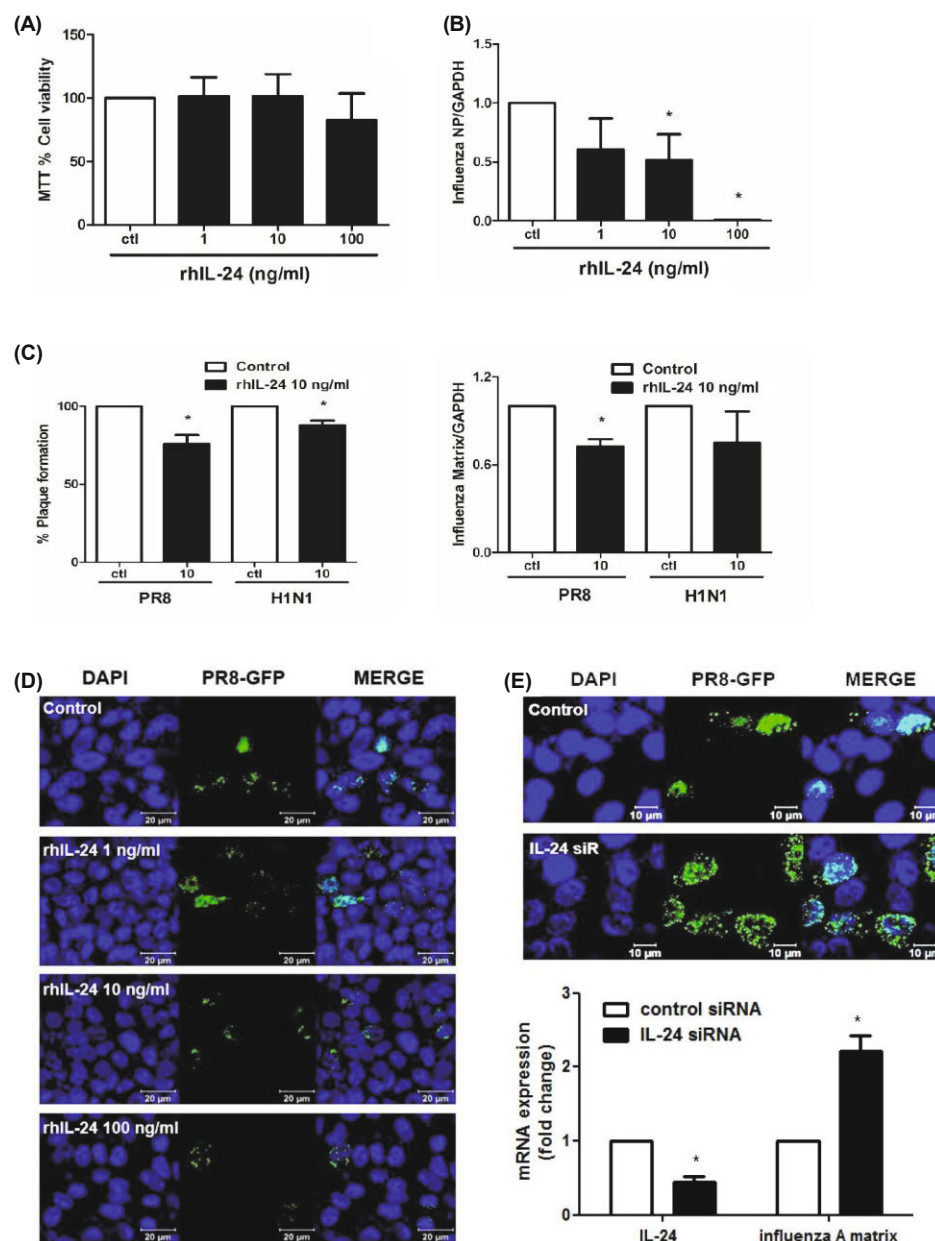 (A)
150
100
50
0
MTT % Cell viability
ctl 1 10 100
rhIL-24 (ng/ml)
(B)
1.5
1.0
0.5
0.0
Influenza NP/GAPDH
*
*
ctl 1 10 100
rhIL-24 (ng/ml)
(C)
Control
rhIL-24 10 ng/ml
100
50
0
% Plaque formation
*
*
ctl 10 ctl 10
PR8 H1N1
Control
rhIL-24 10 ng/ml
1.2
0.6
0.0
Influenza Matrix/GAPDH
*
ctl 10 ctl 10
PR8 H1N1
(D)
DAPI PR8-GFP MERGE
Control
20 μm 20 μm 20 μm
rhIL-24 1 ng/ml
20 μm 20 μm 20 μm
rhIL-24 10 ng/ml
20 μm 20 μm 20 μm
rhIL-24 100 ng/ml
20 μm 20 μm 20 μm
(E)
DAPI PR8-GFP MERGE
Control
10 μm 10 μm 10 μm
IL-24 siR
10 μm 10 μm 10 μm
3
2
1
0
mRNA expression
(fold change)
control siRNA
IL-24 siRNA
*
*
IL-24 influenza A matrix